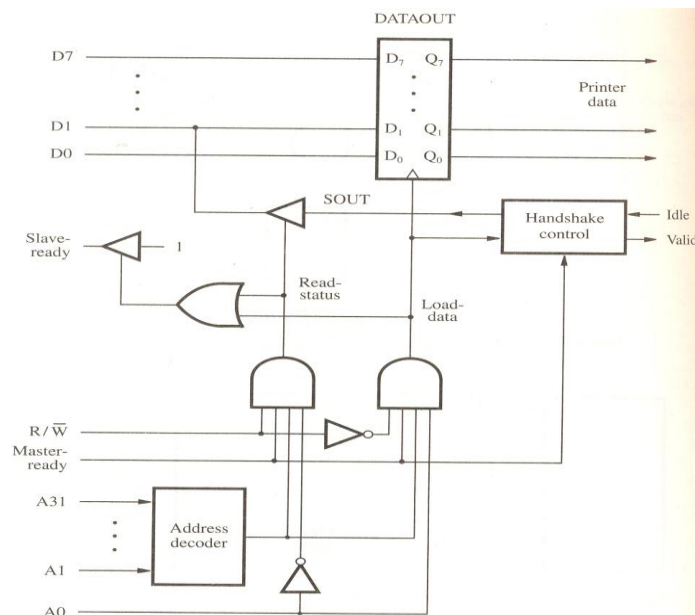 DATAOUT
D7
D₇ Q₇
Printer
data
D1
D₁ Q₁
D0
D₀ Q₀
SOUT
Handshake
control
Idle
Valid
Slave-
ready
1
Read-
status
Load-
data
R/W̅
Master-
ready
A31
Address
decoder
A1
A0